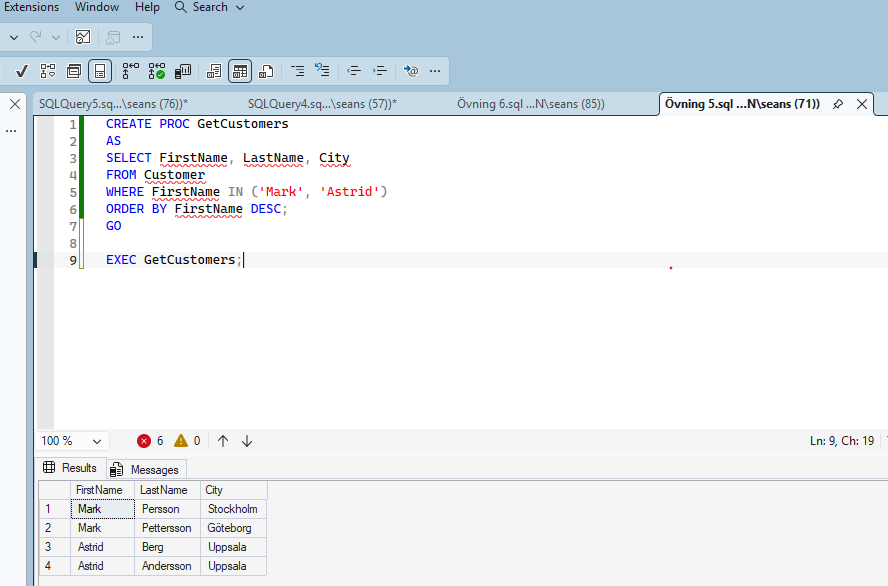 Extensions Window Help Search
SQLQuery5.sq...\seans (76))* SQLQuery4.sq...\seans (57))* Övning 6.sql ...N\seans (85)) Övning 5.sql ...N\seans (71))
1 CREATE PROC GetCustomers
2 AS
3 SELECT FirstName, LastName, City
4 FROM Customer
5 WHERE FirstName IN ('Mark', 'Astrid')
6 ORDER BY FirstName DESC;
7 GO
8
9 EXEC GetCustomers;
100 % 6 0 Ln: 9, Ch: 19
Results Messages
FirstName LastName City
1 Mark Persson Stockholm
2 Mark Pettersson Göteborg
3 Astrid Berg Uppsala
4 Astrid Andersson Uppsala